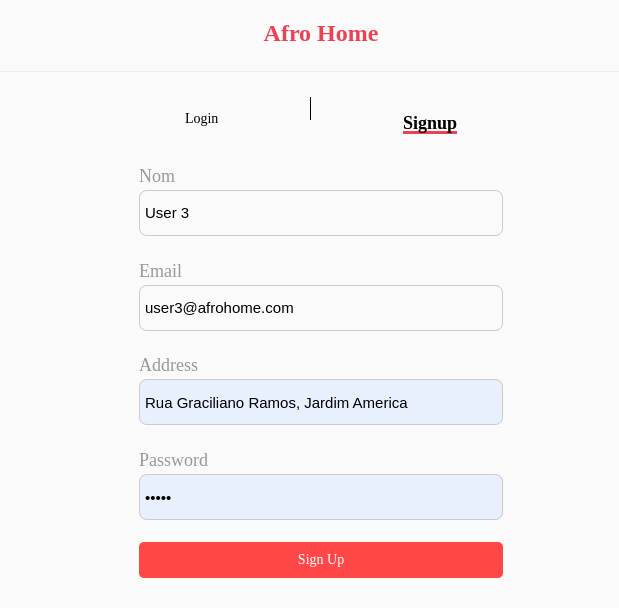 Afro Home
Login
Signup
Nom
User 3
Email
user3@afrohome.com
Address
Rua Graciliano Ramos, Jardim America
Password
•••••
Sign Up